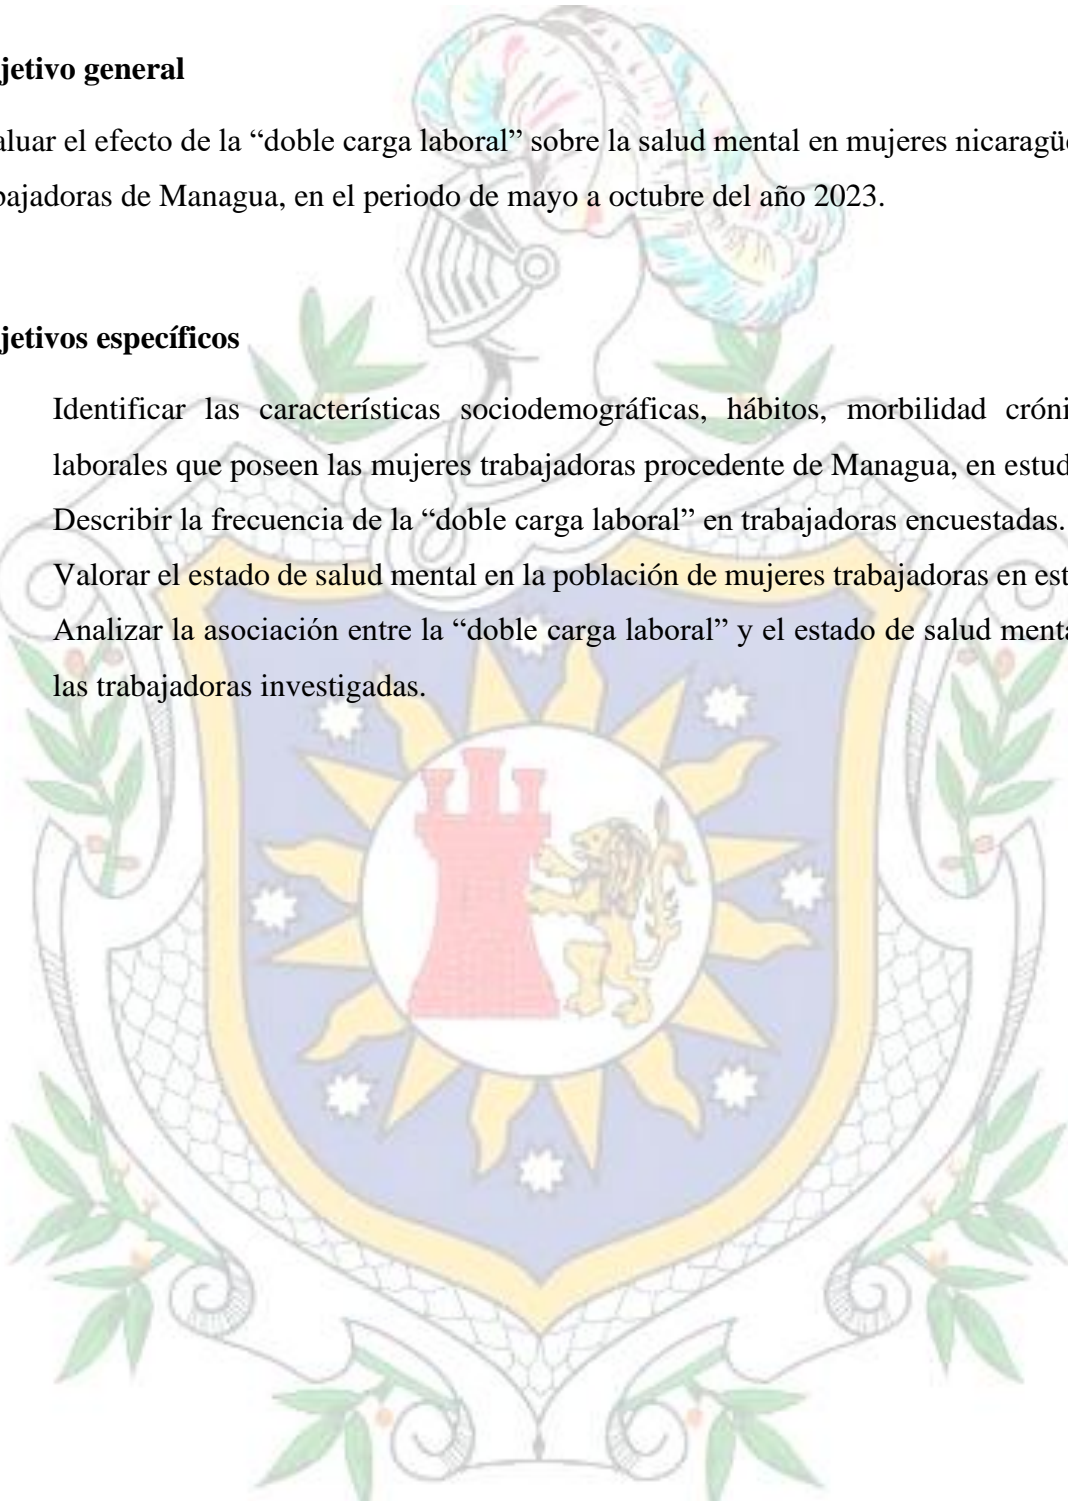 jetivo general
aluar el efecto de la “doble carga laboral” sobre la salud mental en mujeres nicaragüe
bajadoras de Managua, en el periodo de mayo a octubre del año 2023.
jetivos específicos
Identificar las características sociodemográficas, hábitos, morbilidad cróni
laborales que poseen las mujeres trabajadoras procedente de Managua, en estud
Describir la frecuencia de la “doble carga laboral” en trabajadoras encuestadas.
Valorar el estado de salud mental en la población de mujeres trabajadoras en est
Analizar la asociación entre la “doble carga laboral” y el estado de salud menta
las trabajadoras investigadas.